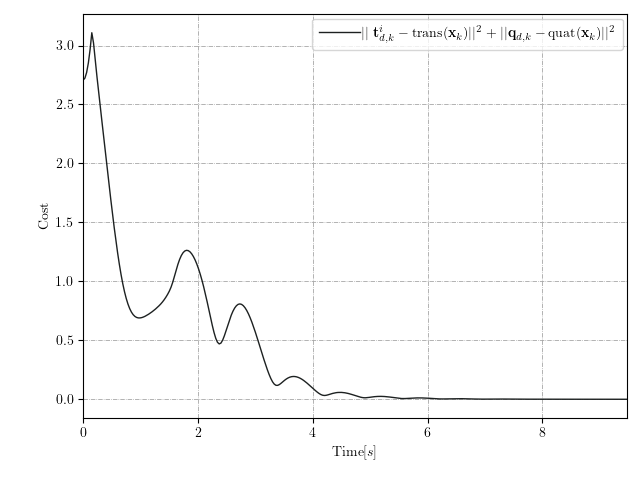 || t^i_{d,k} − trans(x_k)||² + ||q_{d,k} − quat(x_k)||²
3.0
2.5
2.0
1.5
1.0
0.5
0.0
Cost
0 2 4 6 8
Time[s]